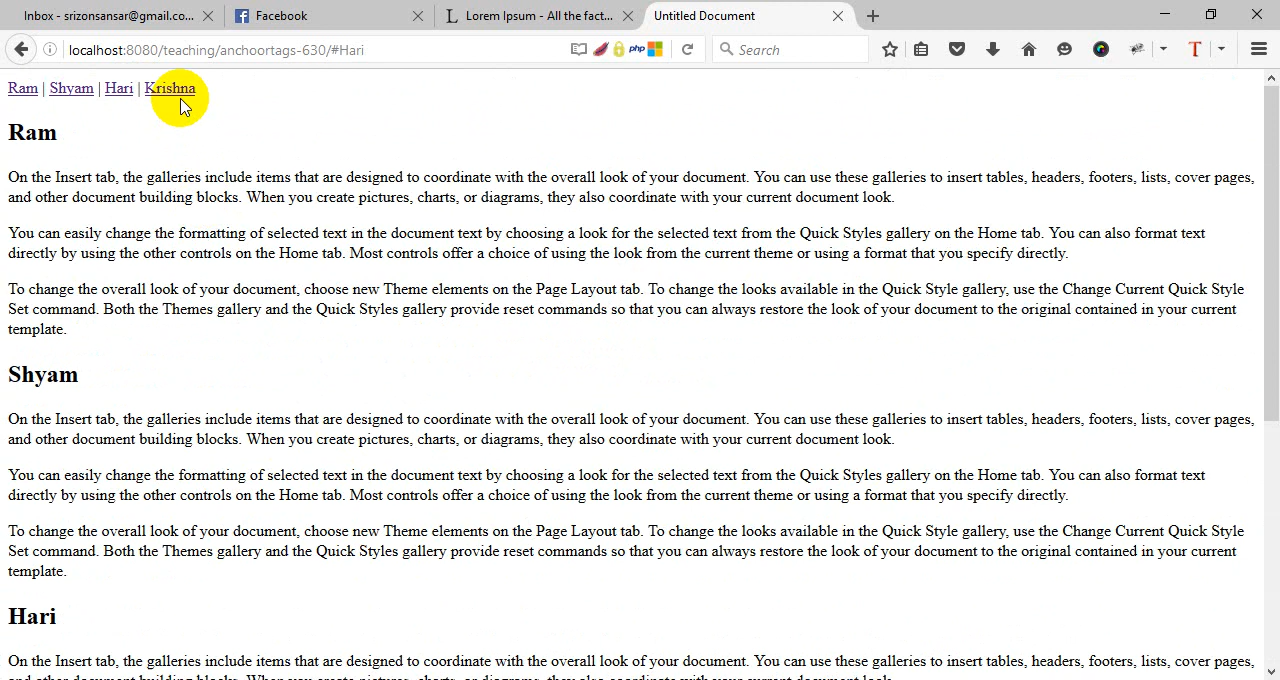 Inbox - srizonsansar@gmail.co...
Facebook
Lorem Ipsum - All the fact...
Untitled Document
localhost:8080/teaching/anchoortags-630/#Hari
php
Search
T
Ram | Shyam | Hari | Krishna
Ram
On the Insert tab, the galleries include items that are designed to coordinate with the overall look of your document. You can use these galleries to insert tables, headers, footers, lists, cover pages,
and other document building blocks. When you create pictures, charts, or diagrams, they also coordinate with your current document look.
You can easily change the formatting of selected text in the document text by choosing a look for the selected text from the Quick Styles gallery on the Home tab. You can also format text
directly by using the other controls on the Home tab. Most controls offer a choice of using the look from the current theme or using a format that you specify directly.
To change the overall look of your document, choose new Theme elements on the Page Layout tab. To change the looks available in the Quick Style gallery, use the Change Current Quick Style
Set command. Both the Themes gallery and the Quick Styles gallery provide reset commands so that you can always restore the look of your document to the original contained in your current
template.
Shyam
On the Insert tab, the galleries include items that are designed to coordinate with the overall look of your document. You can use these galleries to insert tables, headers, footers, lists, cover pages,
and other document building blocks. When you create pictures, charts, or diagrams, they also coordinate with your current document look.
You can easily change the formatting of selected text in the document text by choosing a look for the selected text from the Quick Styles gallery on the Home tab. You can also format text
directly by using the other controls on the Home tab. Most controls offer a choice of using the look from the current theme or using a format that you specify directly.
To change the overall look of your document, choose new Theme elements on the Page Layout tab. To change the looks available in the Quick Style gallery, use the Change Current Quick Style
Set command. Both the Themes gallery and the Quick Styles gallery provide reset commands so that you can always restore the look of your document to the original contained in your current
template.
Hari
On the Insert tab, the galleries include items that are designed to coordinate with the overall look of your document. You can use these galleries to insert tables, headers, footers, lists, cover pages,